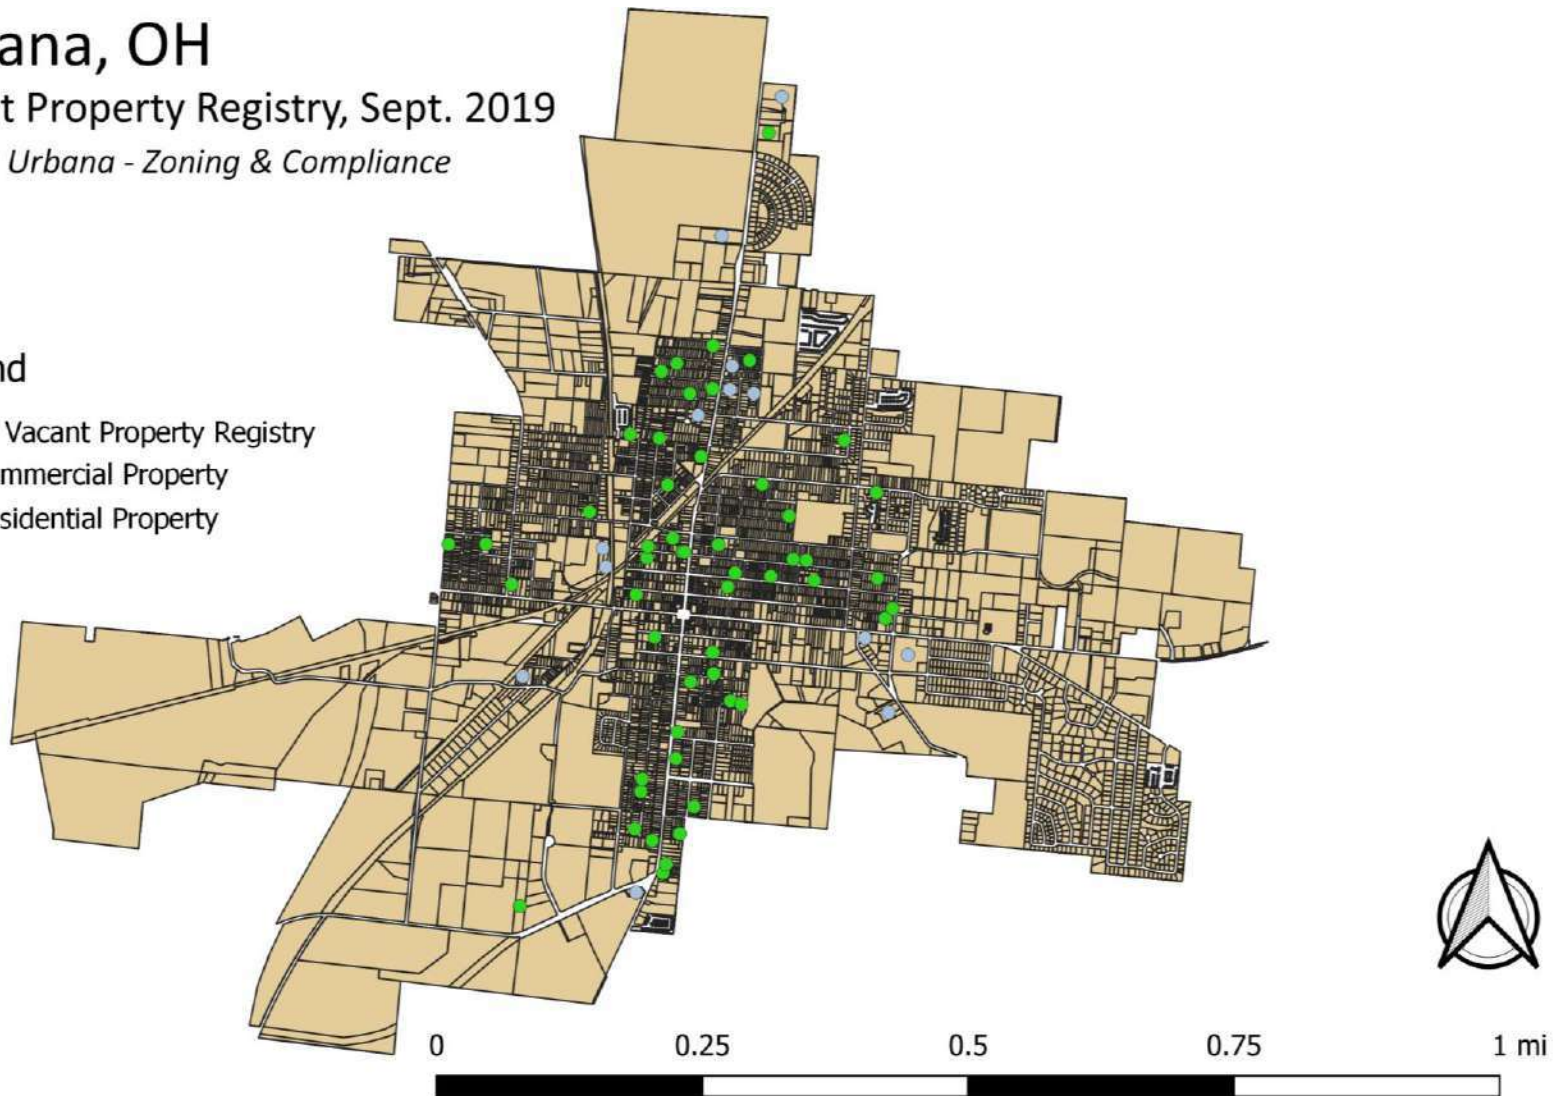 ana, OH
t Property Registry, Sept. 2019
Urbana - Zoning & Compliance
nd
Vacant Property Registry
mmercial Property
sidential Property
0 0.25 0.5 0.75 1 mi